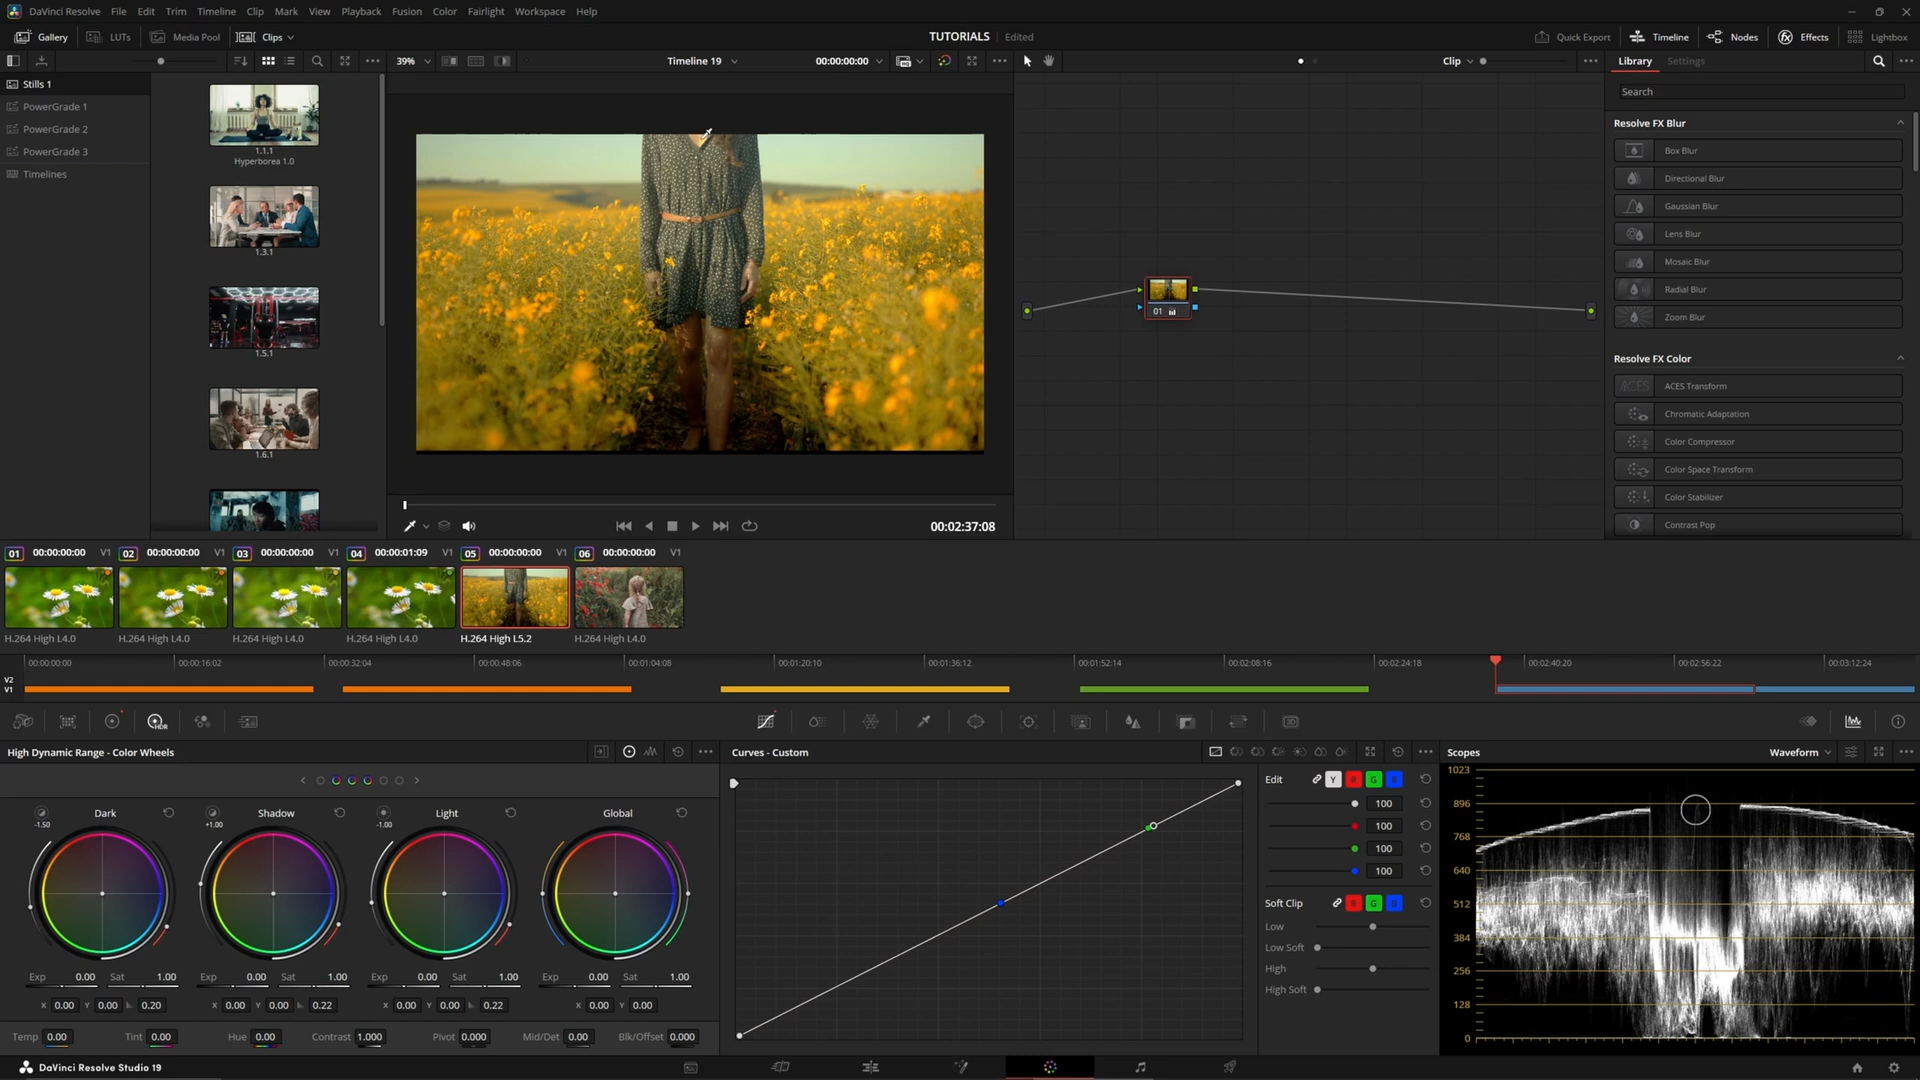 DaVinci Resolve File Edit Trim Timeline Clip Mark View Playback Fusion Color Fairlight Workspace Help
Gallery LUTs Media Pool Clips TUTORIALS Edited Quick Export Timeline Nodes Effects Lightbox
39% Timeline 19 00:00:00:00 Clip Library Settings
Stills 1
PowerGrade 1
PowerGrade 2
PowerGrade 3
Timelines
1.1.1
Hyperborea 1.0
1.3.1
1.5.1
1.6.1
01
Search
Resolve FX Blur
Box Blur
Directional Blur
Gaussian Blur
Lens Blur
Mosaic Blur
Radial Blur
Zoom Blur
Resolve FX Color
ACES ACES Transform
Chromatic Adaptation
Color Compressor
Color Space Transform
Color Stabilizer
Contrast Pop
00:02:37:08
01 00:00:00:00 V1 02 00:00:00:00 V1 03 00:00:00:00 V1 04 00:00:01:09 V1 05 00:00:00:00 V1 06 00:00:00:00 V1
H.264 High L4.0 H.264 High L4.0 H.264 High L4.0 H.264 High L4.0 H.264 High L5.2 H.264 High L4.0
00:00:00:00 00:00:16:02 00:00:32:04 00:00:48:06 00:01:04:08 00:01:20:10 00:01:36:12 00:01:52:14 00:02:08:16 00:02:24:18 00:02:40:20 00:02:56:22 00:03:12:24
V2
V1
HDR
3D
High Dynamic Range - Color Wheels
Dark Shadow Light Global
-1.50 +1.00 -1.00
Exp 0.00 Sat 1.00 Exp 0.00 Sat 1.00 Exp 0.00 Sat 1.00 Exp 0.00 Sat 1.00
X 0.00 Y 0.00 0.20 X 0.00 Y 0.00 0.22 X 0.00 Y 0.00 0.22 X 0.00 Y 0.00
Temp 0.00 Tint 0.00 Hue 0.00 Contrast 1.000 Pivot 0.000 Mid/Det 0.00 Blk/Offset 0.000
Curves - Custom
Edit Y R G B
100
100
100
100
Soft Clip R G B
Low
Low Soft
High
High Soft
Scopes Waveform
1023
896
768
640
512
384
256
128
0
DaVinci Resolve Studio 19